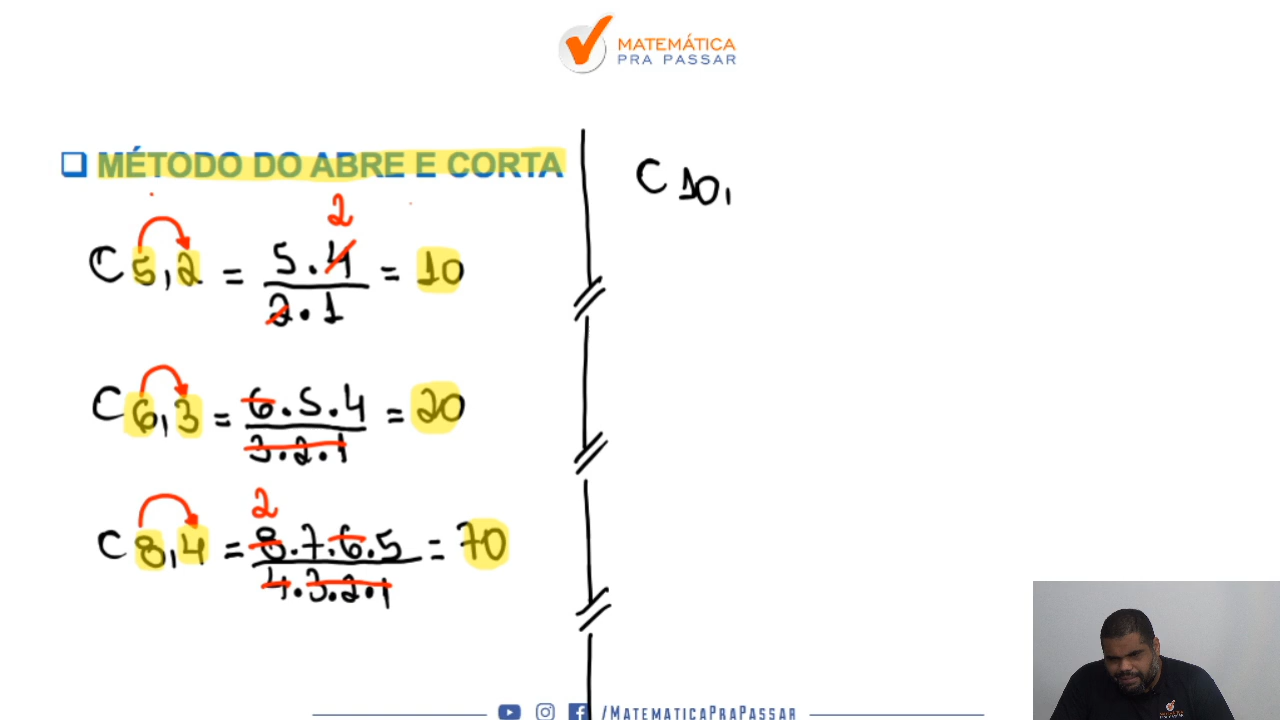 MATEMÁTICA
PRA PASSAR
MÉTODO DO ABRE E CORTA
2
C 5,2 = 5.4 = 10
2.1
C 6,3 = 6.5.4 = 20
3.2.1
2
C 8,4 = 8.7.6.5 = 70
4.3.2.1
C 10,
/MATEMATICAPRAPASSAR